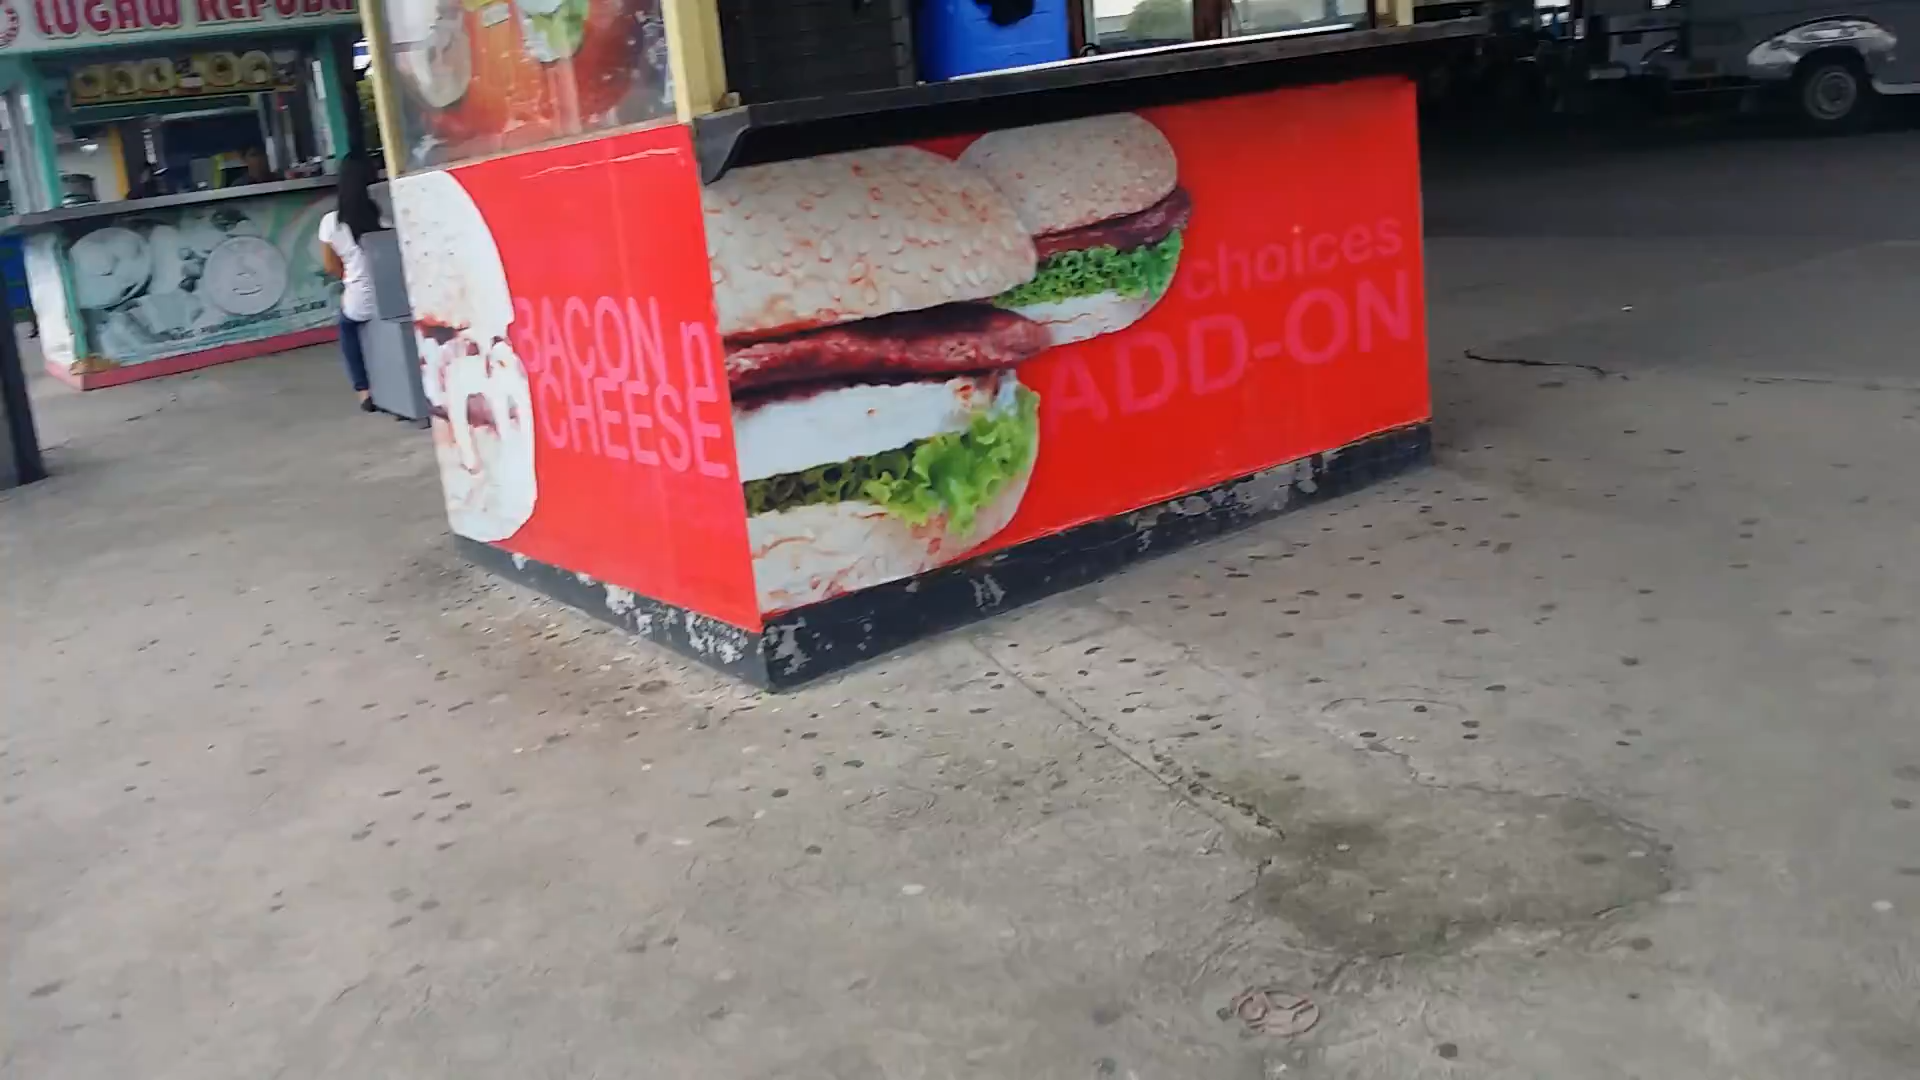 LUGAW REPUBLIC
BACON n
CHEESE
choices
ADD-ON